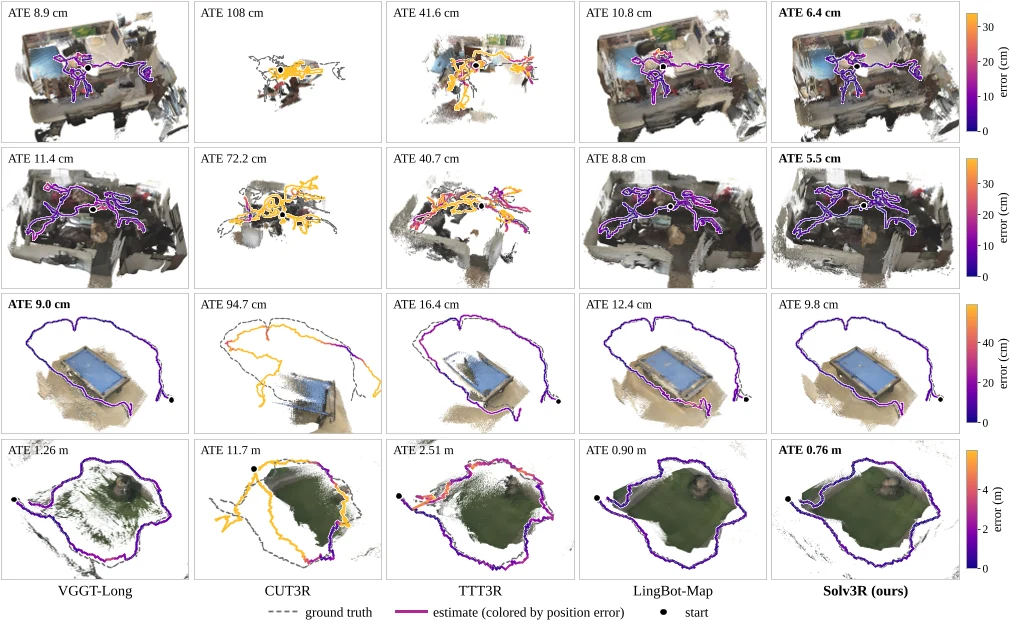 ATE 8.9 cm ATE 108 cm ATE 41.6 cm ATE 10.8 cm ATE 6.4 cm
30
20
10
0
error (cm)
ATE 11.4 cm ATE 72.2 cm ATE 40.7 cm ATE 8.8 cm ATE 5.5 cm
30
20
10
0
error (cm)
ATE 9.0 cm ATE 94.7 cm ATE 16.4 cm ATE 12.4 cm ATE 9.8 cm
40
20
0
error (cm)
ATE 1.26 m ATE 11.7 m ATE 2.51 m ATE 0.90 m ATE 0.76 m
4
2
0
error (m)
VGGT-Long CUT3R TTT3R LingBot-Map Solv3R (ours)
ground truth estimate (colored by position error) start